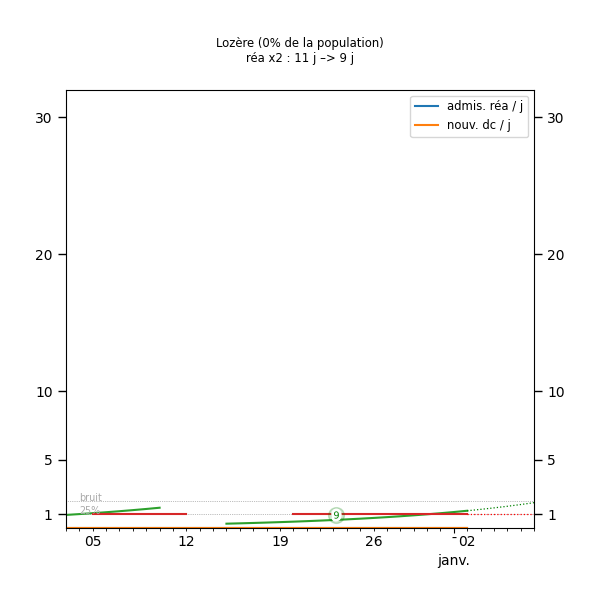 Lozère (0% de la population)
réa x2 : 11 j –> 9 j
admis. réa / j
nouv. dc / j
30
30
20
20
10
10
5
5
bruit
25%
1
1
9
05
12
19
26
02
janv.